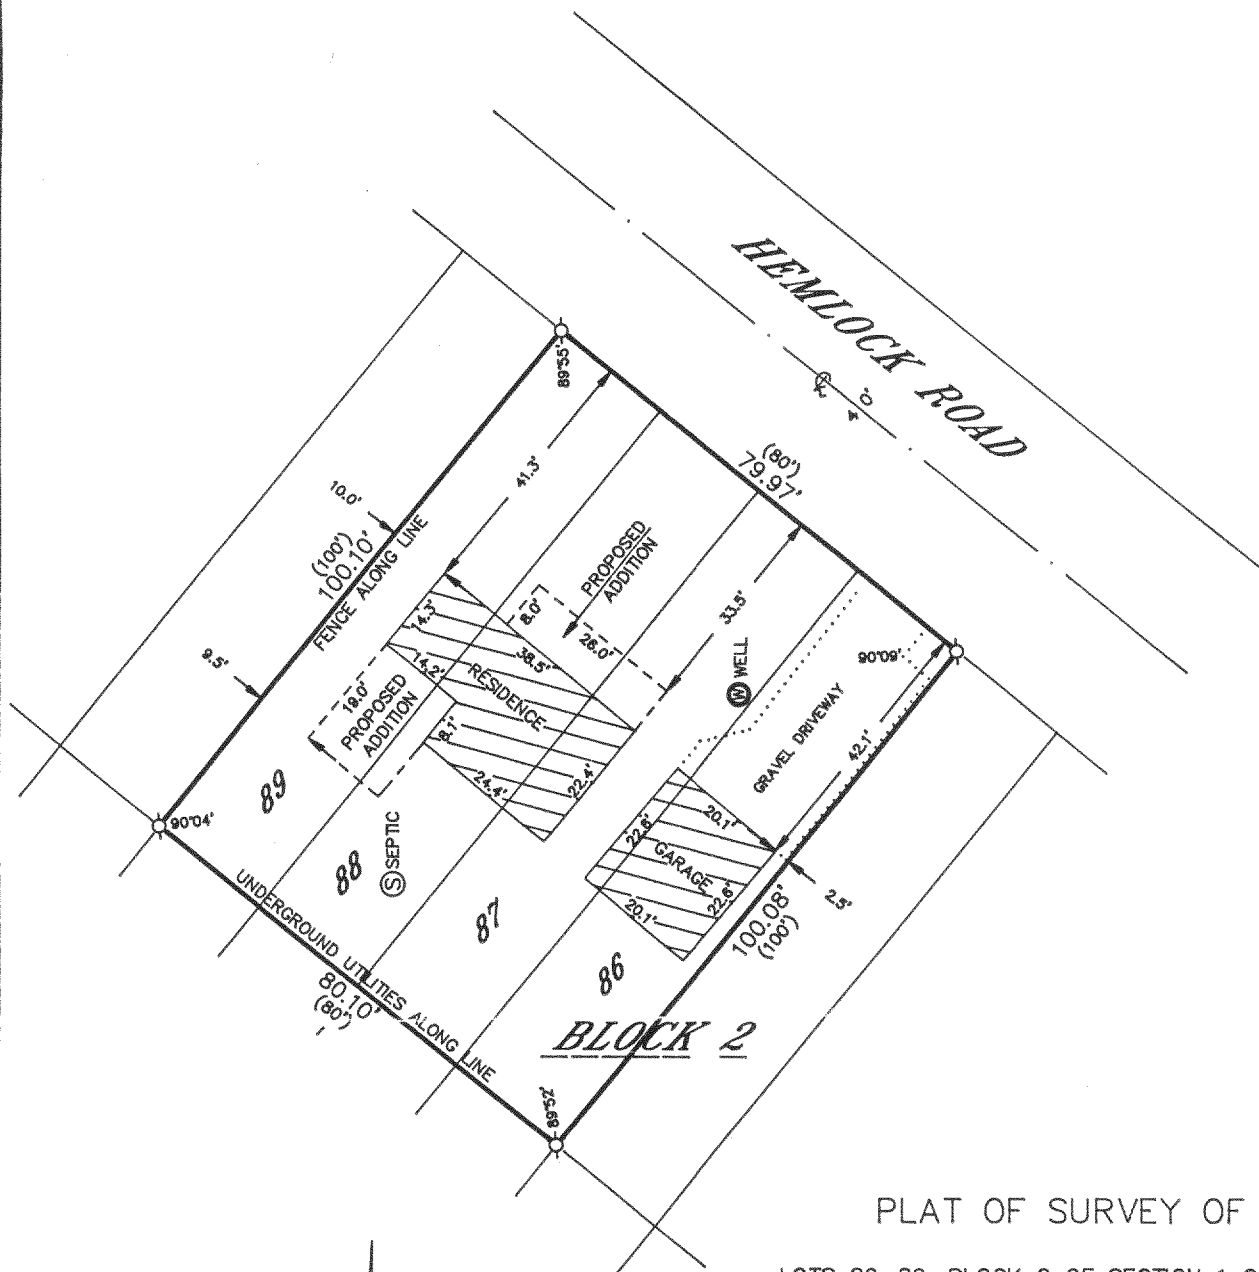 HEMLOCK ROAD
40'
89°55'
(80')
79.97'
41.3'
10.0'
(100')
100.10'
FENCE ALONG LINE
PROPOSED
ADDITION
8.0'
26.0'
33.5'
14.3'
38.5'
14.2'
RESIDENCE
9.5'
19.0'
PROPOSED
ADDITION
8.1'
24.4'
22.4'
W WELL
90°09'
GRAVEL DRIVEWAY
42.1'
20.1'
22.6'
GARAGE
22.6'
20.1'
2.5'
100.08'
(100')
90°04'
89
88
S SEPTIC
87
86
UNDERGROUND UTILITIES ALONG LINE
80.10'
(80')
BLOCK 2
89°52'
PLAT OF SURVEY OF